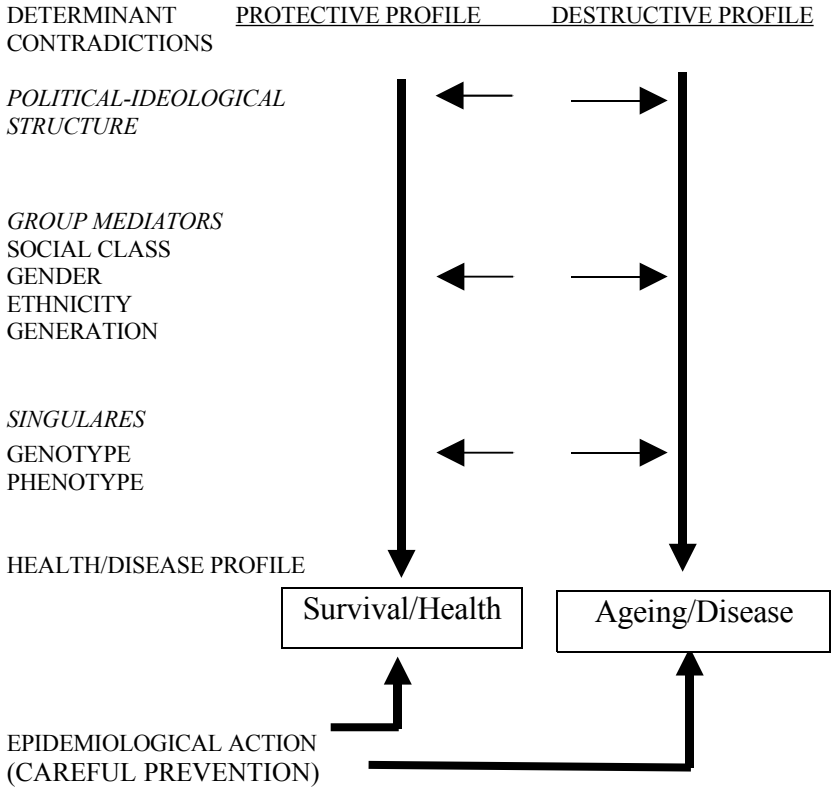 DETERMINANT PROTECTIVE PROFILE DESTRUCTIVE PROFILE
CONTRADICTIONS
POLITICAL-IDEOLOGICAL
STRUCTURE
GROUP MEDIATORS
SOCIAL CLASS
GENDER
ETHNICITY
GENERATION
SINGULARES
GENOTYPE
PHENOTYPE
HEALTH/DISEASE PROFILE
Survival/Health Ageing/Disease
EPIDEMIOLOGICAL ACTION
(CAREFUL PREVENTION)